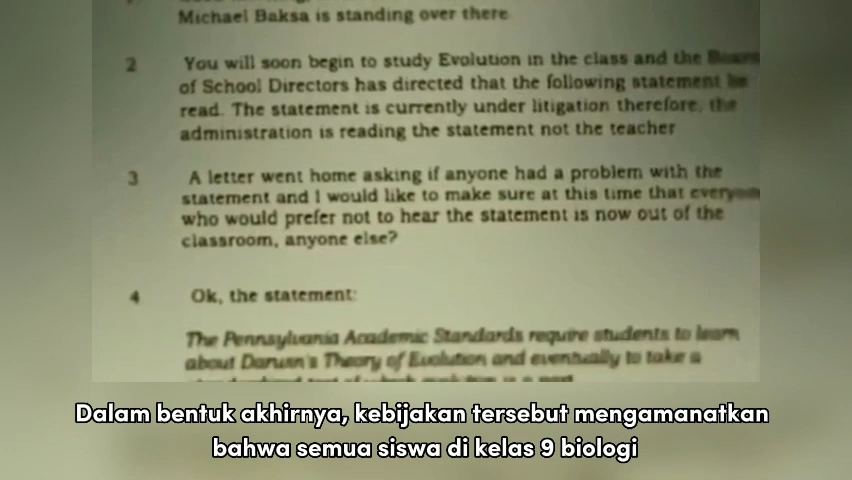 Michael Baksa is standing over there
2 You will soon begin to study Evolution in the class and the Board
of School Directors has directed that the following statement be
read. The statement is currently under litigation therefore, the
administration is reading the statement not the teacher
3 A letter went home asking if anyone had a problem with the
statement and I would like to make sure at this time that everyone
who would prefer not to hear the statement is now out of the
classroom, anyone else?
4 Ok, the statement:
The Pennsylvania Academic Standards require students to learn
about Darwin's Theory of Evolution and eventually to take a
Dalam bentuk akhirnya, kebijakan tersebut mengamanatkan
bahwa semua siswa di kelas 9 biologi